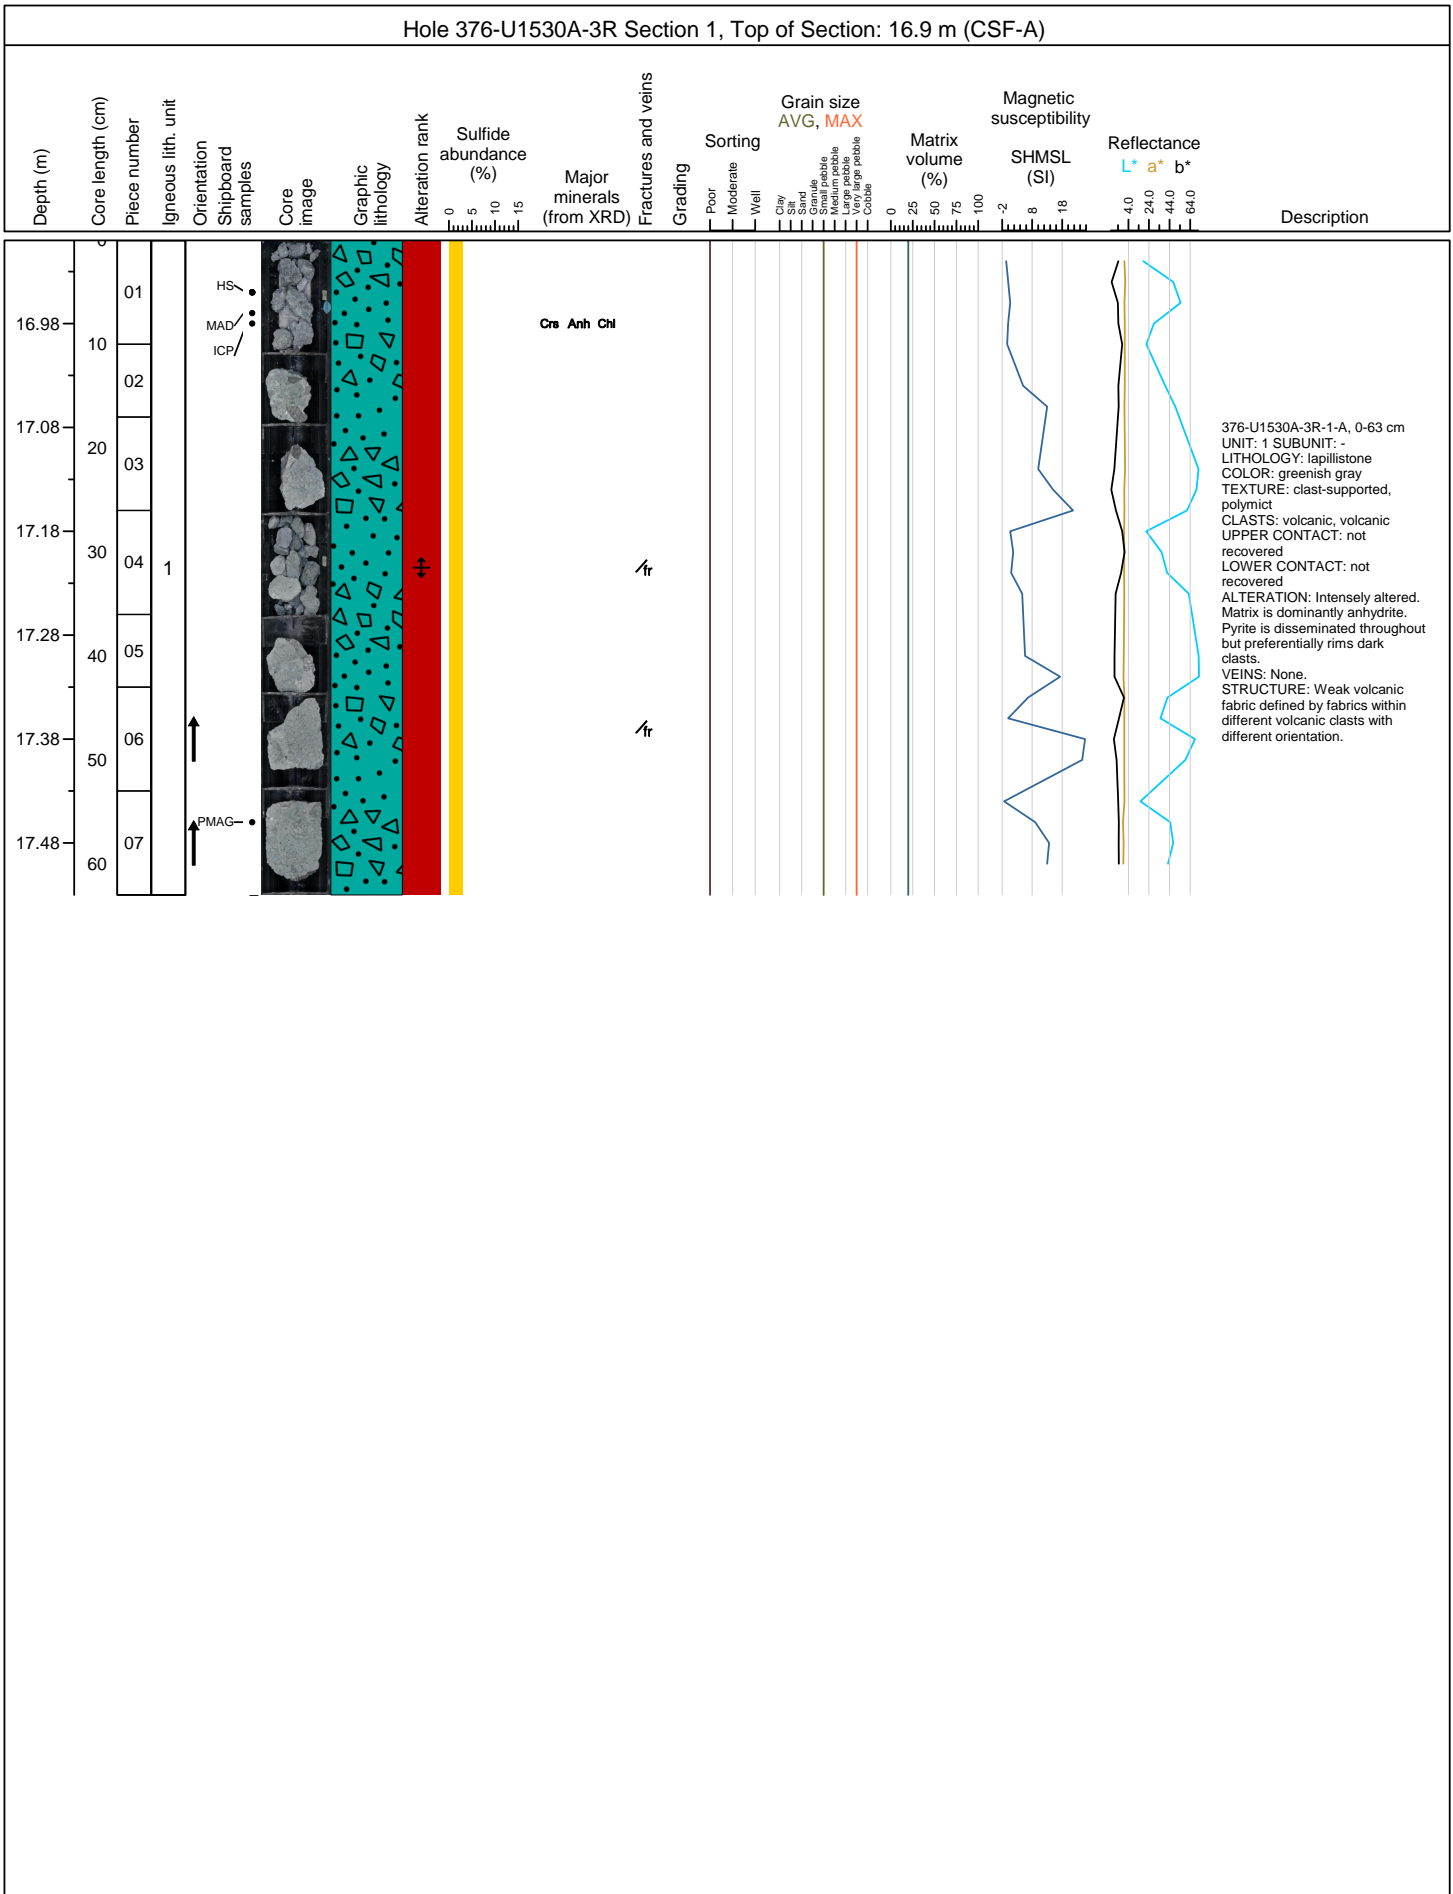 Hole 376-U1530A-3R Section 1, Top of Section: 16.9 m (CSF-A)
Depth (m)
Core length (cm)
Piece number
Igneous lith. unit
Orientation
Shipboard
samples
Core
image
Graphic
lithology
Alteration rank
Sulfide
abundance
(%)
0 5 10 15
Major
minerals
(from XRD)
Fractures and veins
Grading
Sorting
Poor
Moderate
Well
Grain size
AVG, MAX
Clay
Silt
Sand
Granule
Small pebble
Medium pebble
Large pebble
Very large pebble
Cobble
Matrix
volume
(%)
0 25 50 75 100
Magnetic
susceptibility
SHMSL
(SI)
-2 8 18
Reflectance
L* a* b*
4.0 24.0 44.0 64.0
Description
0
01
HS
16.98
MAD
Crs Anh Chl
10
ICP
02
17.08
20
03
17.18
30
04
1
fr
17.28
40
05
06
fr
17.38
50
PMAG
07
17.48
60
376-U1530A-3R-1-A, 0-63 cm
UNIT: 1 SUBUNIT: -
LITHOLOGY: lapillistone
COLOR: greenish gray
TEXTURE: clast-supported,
polymict
CLASTS: volcanic, volcanic
UPPER CONTACT: not
recovered
LOWER CONTACT: not
recovered
ALTERATION: Intensely altered.
Matrix is dominantly anhydrite.
Pyrite is disseminated throughout
but preferentially rims dark
clasts.
VEINS: None.
STRUCTURE: Weak volcanic
fabric defined by fabrics within
different volcanic clasts with
different orientation.